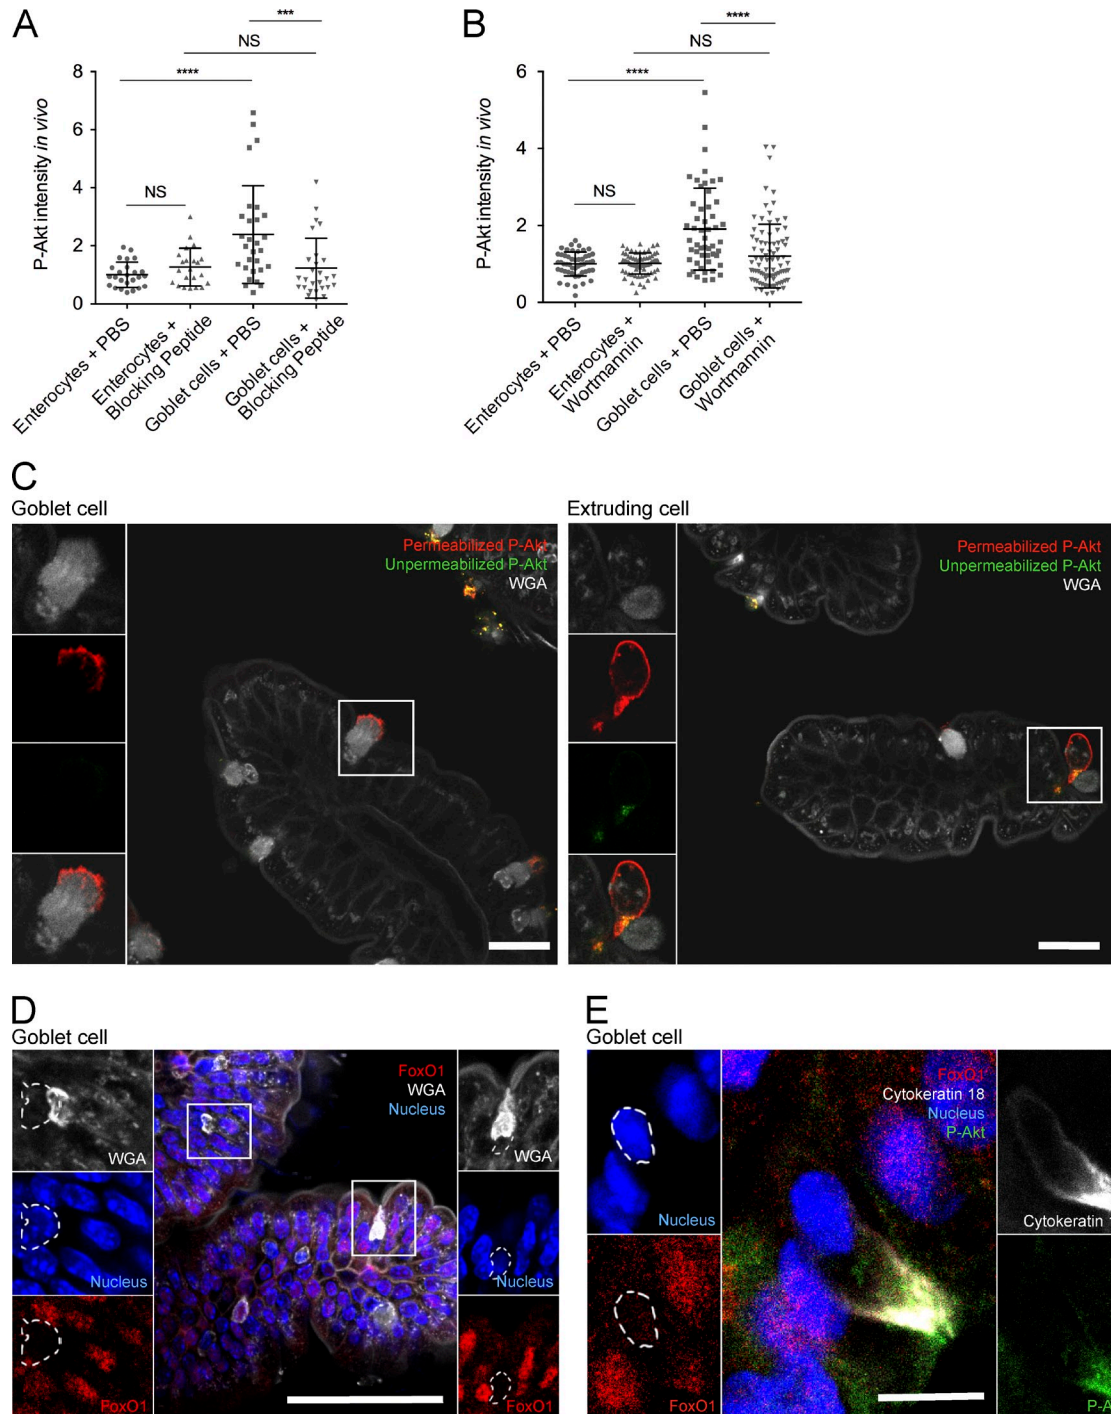 A
***
NS
****
NS
P-Akt intensity in vivo
8
6
4
2
0
Enterocytes + PBS
Enterocytes +
Blocking Peptide
Goblet cells + PBS
Goblet cells +
Blocking Peptide
B
****
NS
****
NS
P-Akt intensity in vivo
6
4
2
0
Enterocytes + PBS
Enterocytes +
Wortmannin
Goblet cells + PBS
Goblet cells +
Wortmannin
C
Goblet cell
Permeabilized P-Akt
Unpermeabilized P-Akt
WGA
Extruding cell
Permeabilized P-Akt
Unpermeabilized P-Akt
WGA
D
Goblet cell
WGA
Nucleus
FoxO1
FoxO1
WGA
Nucleus
WGA
Nucleus
FoxO1
E
Goblet cell
Nucleus
FoxO1
FoxO1
Cytokeratin 18
Nucleus
P-Akt
Cytokeratin
P-A